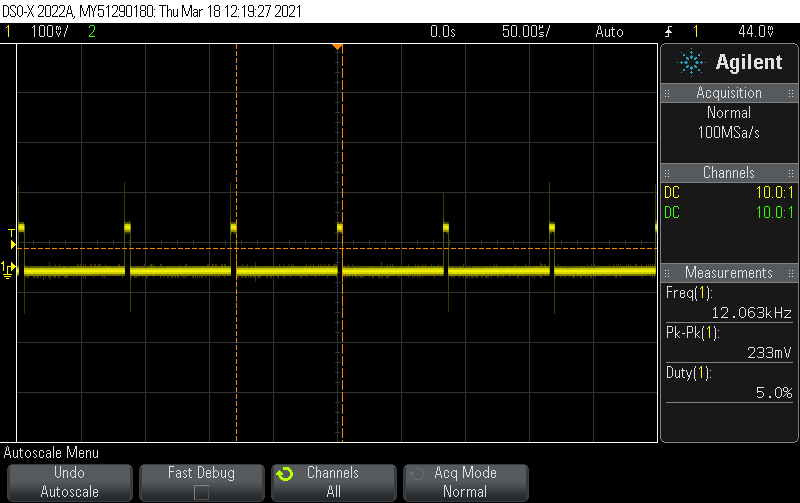 DSO-X 2022A, MY51290180: Thu Mar 18 12:19:27 2021
1 100mV/ 2 0.0s 50.00us/ Auto 1 44.0mV
Agilent
Acquisition
Normal
100MSa/s
Channels
DC 10.0:1
DC 10.0:1
Measurements
Freq(1):
12.063kHz
Pk-Pk(1):
233mV
Duty(1):
5.0%
T
1
Autoscale Menu
Undo
Autoscale
Fast Debug
Channels
All
Acq Mode
Normal